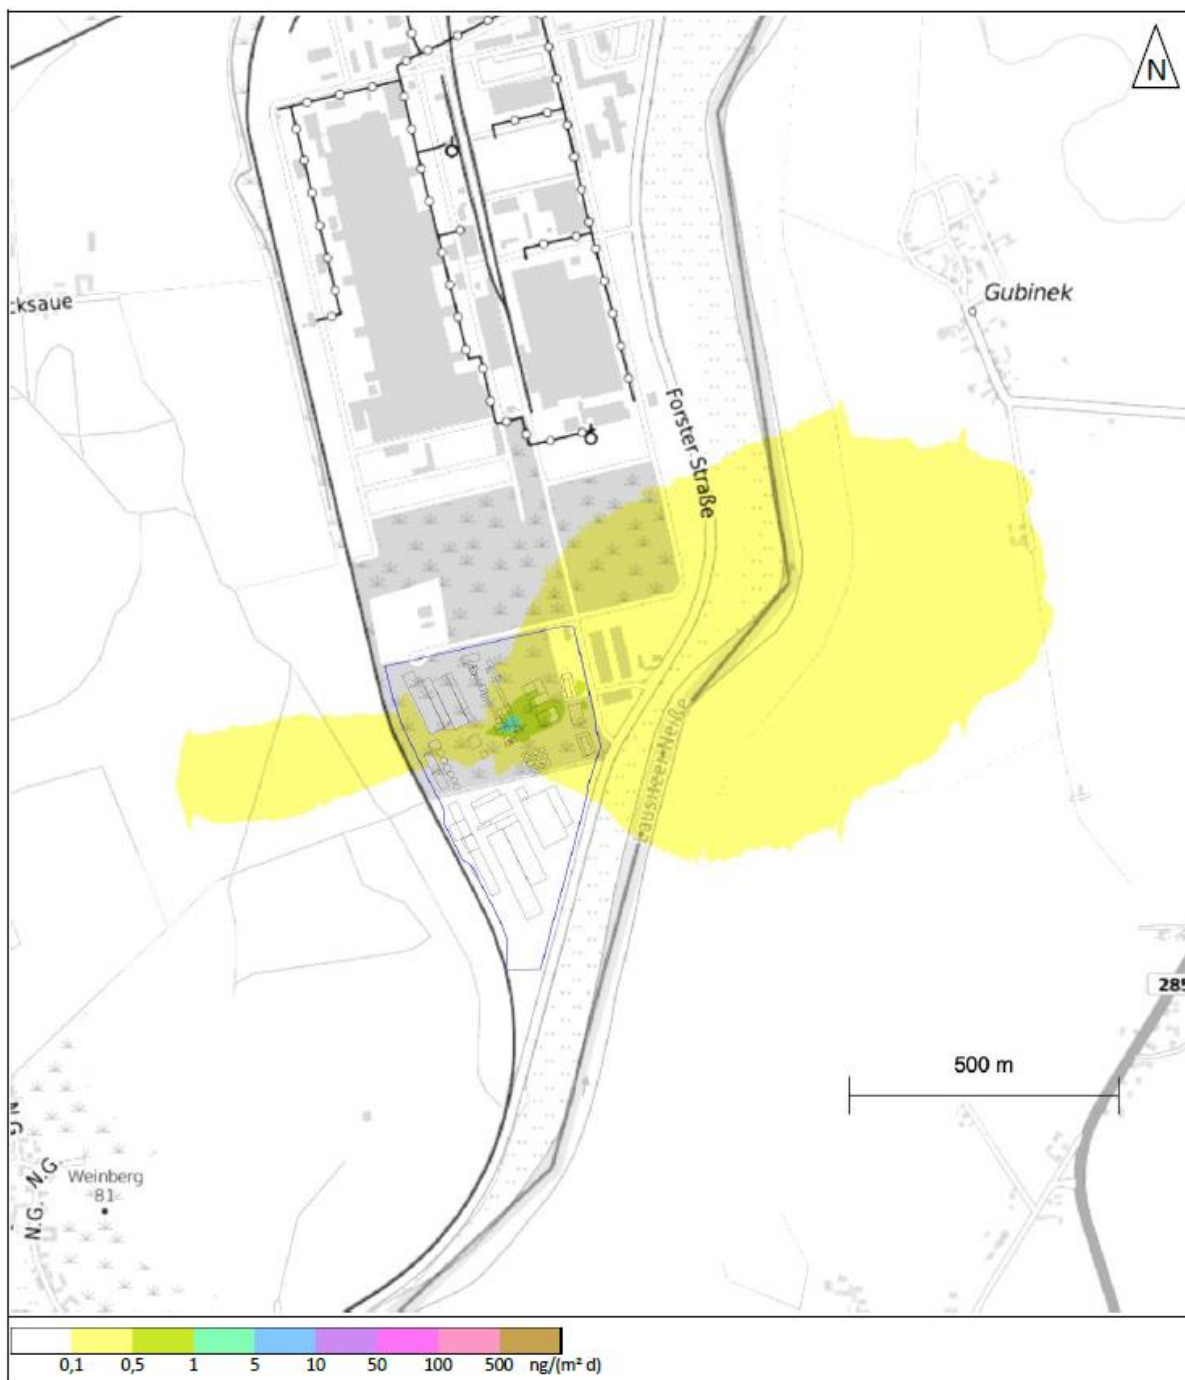 N
cksaue
Gubinek
Forster Straße
Lausitzer Neiße
285
500 m
N.G.
N.G.
Weinberg
81
0,1 0,5 1 5 10 50 100 500 ng/(m² d)